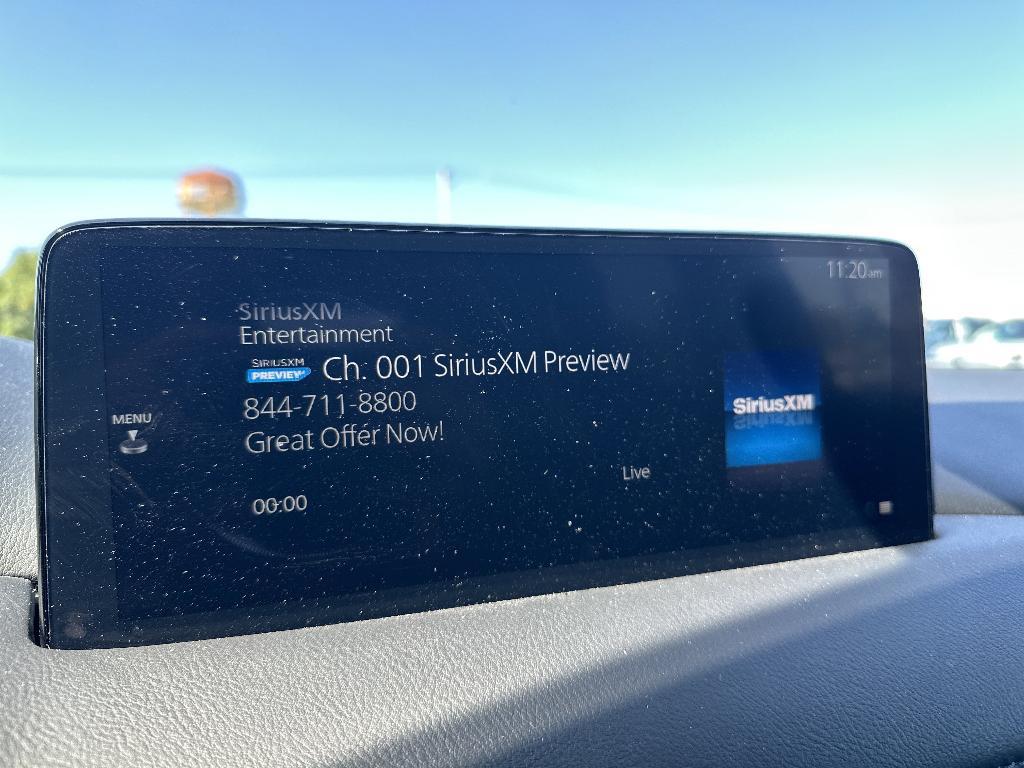 11:20am
SiriusXM
Entertainment
SIRIUSXM
PREVIEW
Ch. 001 SiriusXM Preview
844-711-8800
Great Offer Now!
MENU
SiriusXM
Live
00:00